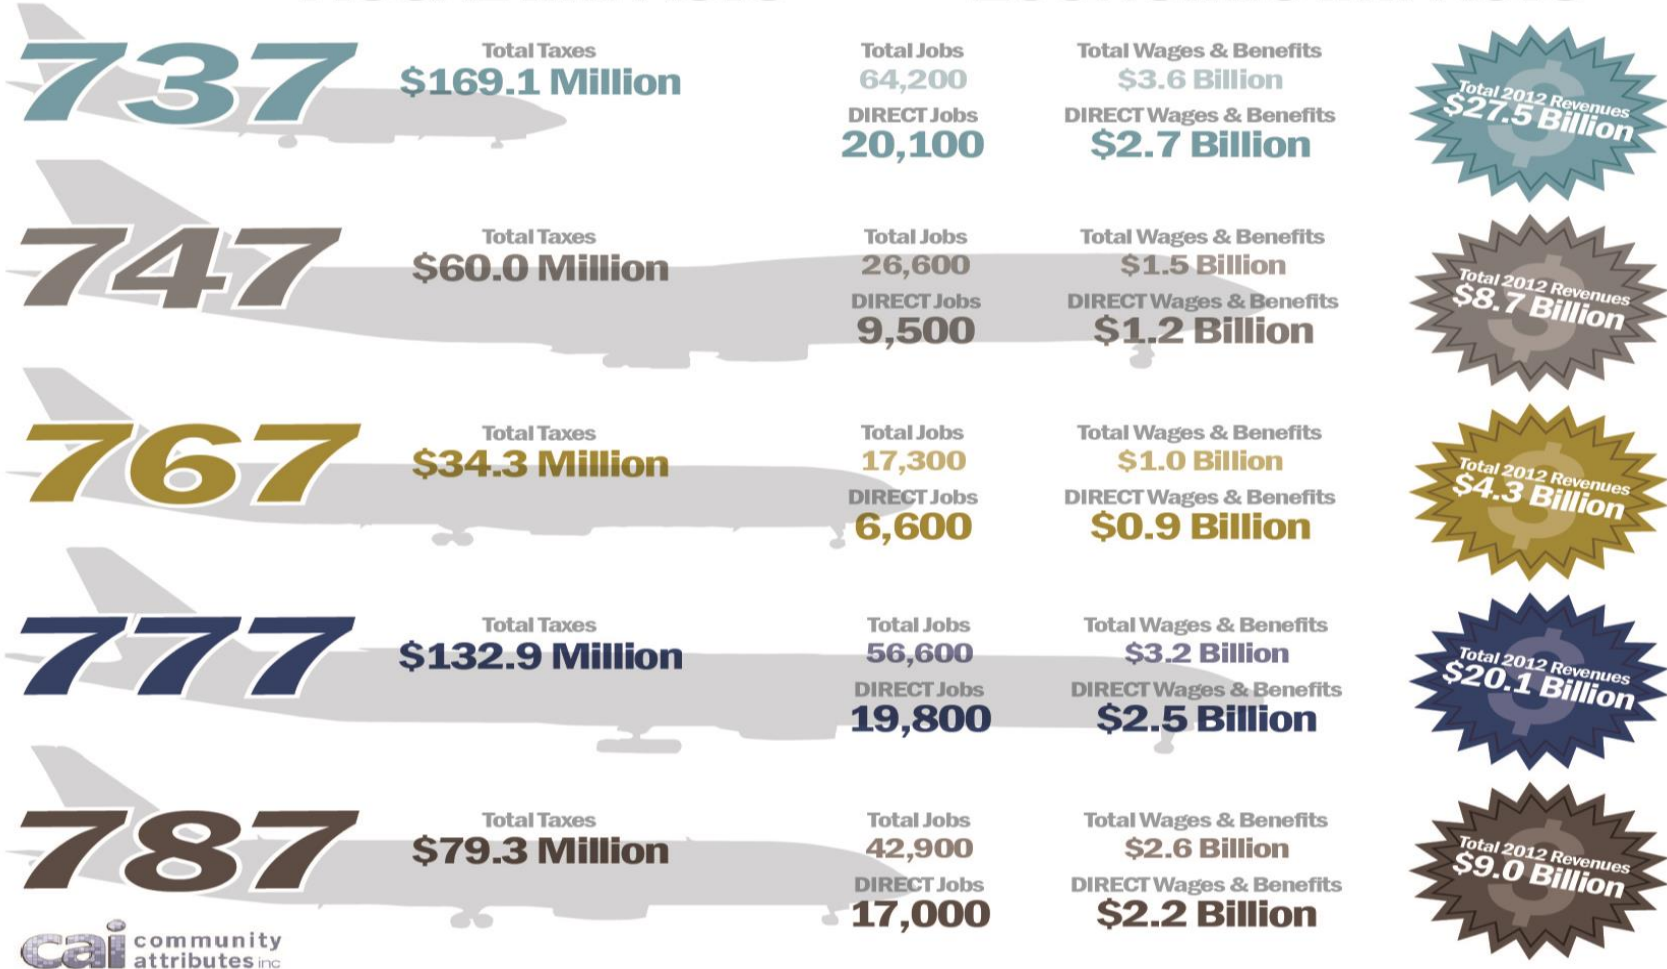 737
Total Taxes
$169.1 Million
Total Jobs
64,200
DIRECT Jobs
20,100
Total Wages & Benefits
$3.6 Billion
DIRECT Wages & Benefits
$2.7 Billion
Total 2012 Revenues
$27.5 Billion
747
Total Taxes
$60.0 Million
Total Jobs
26,600
DIRECT Jobs
9,500
Total Wages & Benefits
$1.5 Billion
DIRECT Wages & Benefits
$1.2 Billion
Total 2012 Revenues
$8.7 Billion
767
Total Taxes
$34.3 Million
Total Jobs
17,300
DIRECT Jobs
6,600
Total Wages & Benefits
$1.0 Billion
DIRECT Wages & Benefits
$0.9 Billion
Total 2012 Revenues
$4.3 Billion
777
Total Taxes
$132.9 Million
Total Jobs
56,600
DIRECT Jobs
19,800
Total Wages & Benefits
$3.2 Billion
DIRECT Wages & Benefits
$2.5 Billion
Total 2012 Revenues
$20.1 Billion
787
Total Taxes
$79.3 Million
Total Jobs
42,900
DIRECT Jobs
17,000
Total Wages & Benefits
$2.6 Billion
DIRECT Wages & Benefits
$2.2 Billion
Total 2012 Revenues
$9.0 Billion
cai community
attributes inc